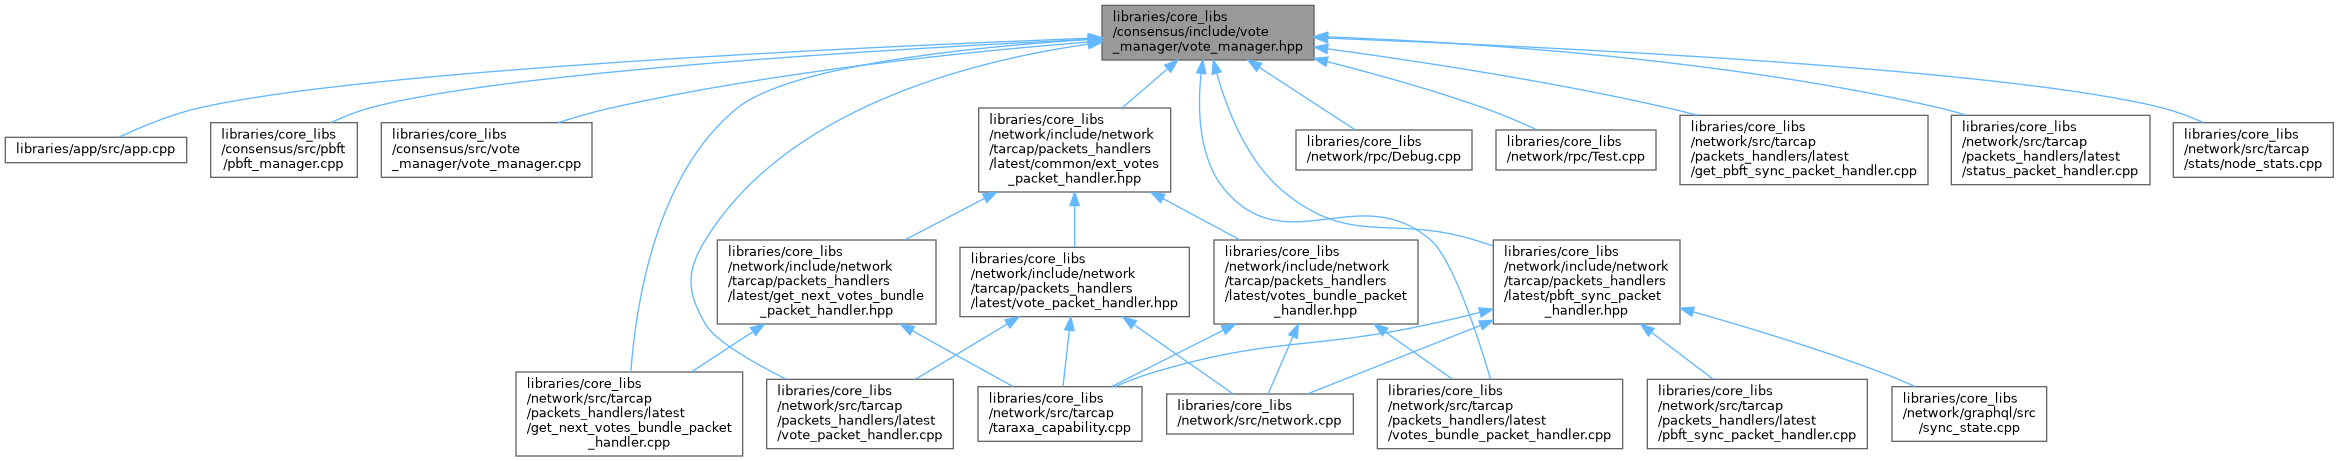 libraries/core_libs
/consensus/include/vote
_manager/vote_manager.hpp
libraries/app/src/app.cpp
libraries/core_libs
/consensus/src/pbft
/pbft_manager.cpp
libraries/core_libs
/consensus/src/vote
_manager/vote_manager.cpp
libraries/core_libs
/network/include/network
/tarcap/packets_handlers
/latest/common/ext_votes
_packet_handler.hpp
libraries/core_libs
/network/rpc/Debug.cpp
libraries/core_libs
/network/rpc/Test.cpp
libraries/core_libs
/network/src/tarcap
/packets_handlers/latest
/get_pbft_sync_packet_handler.cpp
libraries/core_libs
/network/src/tarcap
/packets_handlers/latest
/status_packet_handler.cpp
libraries/core_libs
/network/src/tarcap
/stats/node_stats.cpp
libraries/core_libs
/network/include/network
/tarcap/packets_handlers
/latest/get_next_votes_bundle
_packet_handler.hpp
libraries/core_libs
/network/include/network
/tarcap/packets_handlers
/latest/vote_packet_handler.hpp
libraries/core_libs
/network/include/network
/tarcap/packets_handlers
/latest/votes_bundle_packet
_handler.hpp
libraries/core_libs
/network/include/network
/tarcap/packets_handlers
/latest/pbft_sync_packet
_handler.hpp
libraries/core_libs
/network/src/tarcap
/packets_handlers/latest
/get_next_votes_bundle_packet
_handler.cpp
libraries/core_libs
/network/src/tarcap
/packets_handlers/latest
/vote_packet_handler.cpp
libraries/core_libs
/network/src/tarcap
/taraxa_capability.cpp
libraries/core_libs
/network/src/network.cpp
libraries/core_libs
/network/src/tarcap
/packets_handlers/latest
/votes_bundle_packet_handler.cpp
libraries/core_libs
/network/src/tarcap
/packets_handlers/latest
/pbft_sync_packet_handler.cpp
libraries/core_libs
/network/graphql/src
/sync_state.cpp